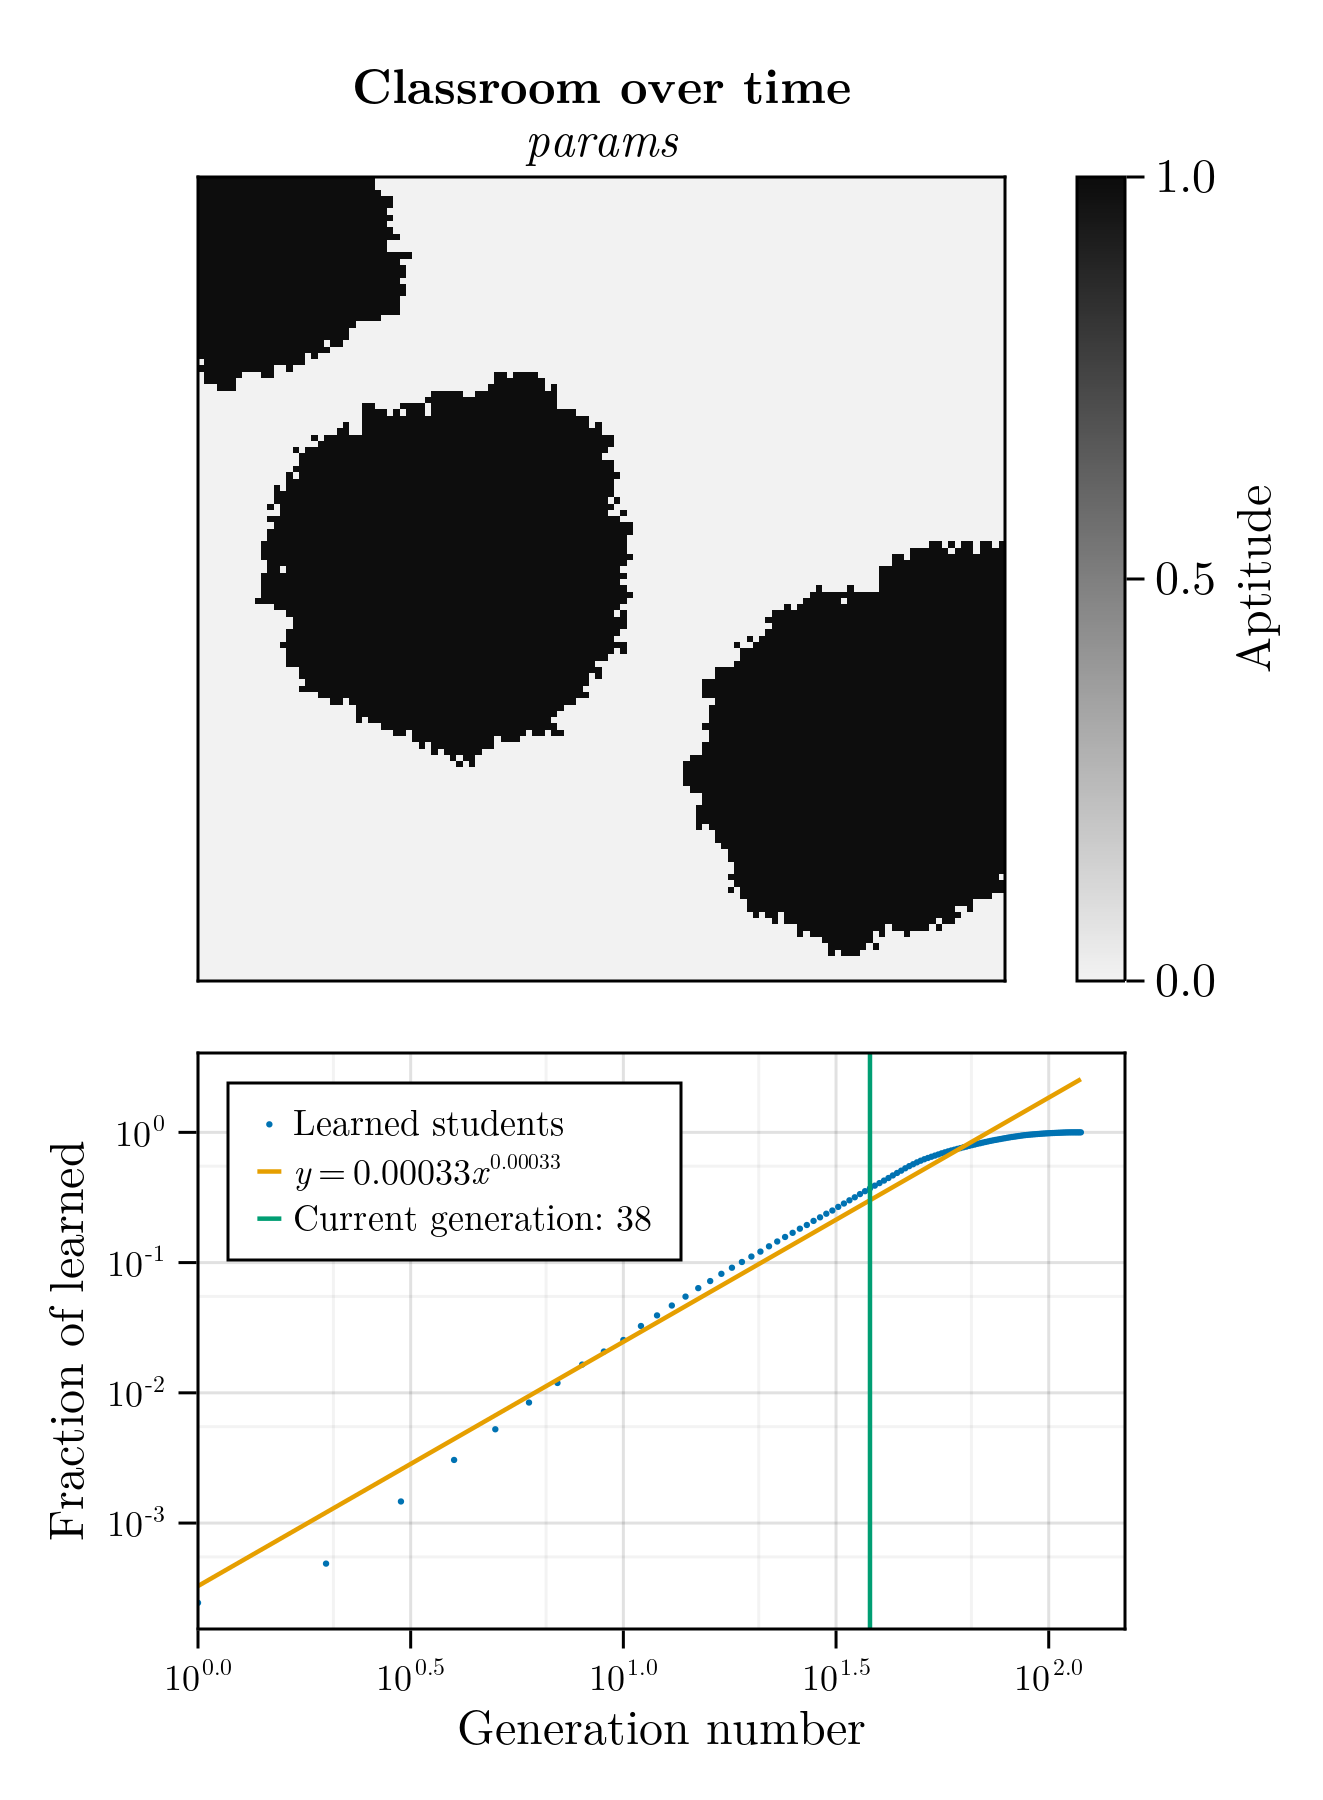 Classroom over time
params
1.0
0.5
0.0
Aptitude
Learned students
y = 0.00033x^0.00033
Current generation: 38
10^0
10^-1
10^-2
10^-3
Fraction of learned
10^0.0 10^0.5 10^1.0 10^1.5 10^2.0
Generation number